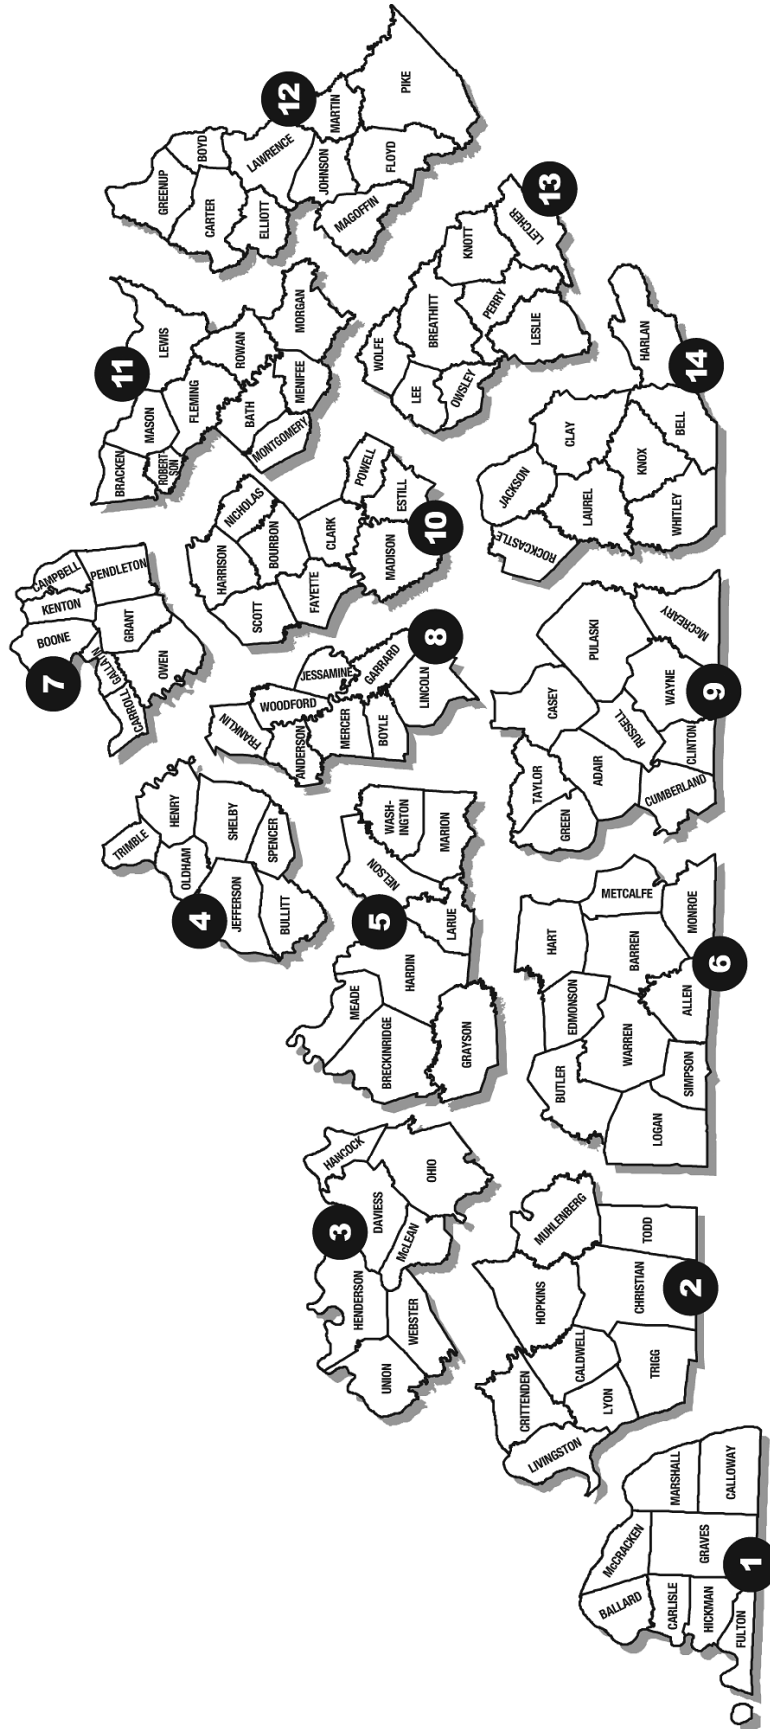 1
BALLARD
McCRACKEN
CARLISLE
HICKMAN
FULTON
GRAVES
MARSHALL
CALLOWAY
2
LIVINGSTON
CRITTENDEN
LYON
CALDWELL
TRIGG
HOPKINS
CHRISTIAN
MUHLENBERG
TODD
3
UNION
HENDERSON
WEBSTER
McLEAN
DAVIESS
HANCOCK
OHIO
4
TRIMBLE
OLDHAM
HENRY
JEFFERSON
SHELBY
BULLITT
SPENCER
5
BRECKINRIDGE
MEADE
GRAYSON
HARDIN
LARUE
NELSON
WASH-
INGTON
MARION
6
BUTLER
EDMONSON
HART
LOGAN
WARREN
SIMPSON
ALLEN
BARREN
METCALFE
MONROE
7
CARROLL
GALLATIN
BOONE
KENTON
CAMPBELL
OWEN
GRANT
PENDLETON
8
FRANKLIN
ANDERSON
WOODFORD
MERCER
JESSAMINE
BOYLE
GARRARD
LINCOLN
9
GREEN
TAYLOR
CASEY
ADAIR
RUSSELL
PULASKI
CUMBERLAND
CLINTON
WAYNE
McCREARY
10
SCOTT
HARRISON
NICHOLAS
BOURBON
FAYETTE
CLARK
MADISON
ESTILL
POWELL
11
BRACKEN
ROBERT-
SON
MASON
LEWIS
FLEMING
ROWAN
BATH
MONTGOMERY
MENIFEE
MORGAN
12
GREENUP
BOYD
CARTER
ELLIOTT
LAWRENCE
JOHNSON
MARTIN
MAGOFFIN
FLOYD
PIKE
13
WOLFE
LEE
OWSLEY
BREATHITT
PERRY
KNOTT
LESLIE
LETCHER
14
ROCKCASTLE
JACKSON
LAUREL
CLAY
WHITLEY
KNOX
BELL
HARLAN